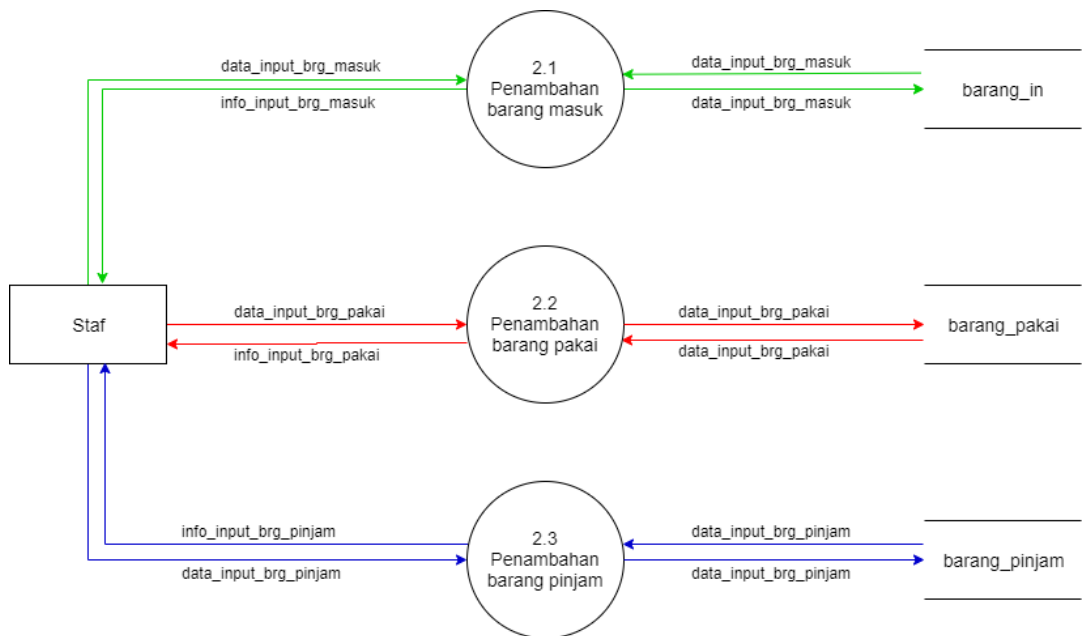 data_input_brg_masuk
info_input_brg_masuk
2.1
Penambahan
barang masuk
data_input_brg_masuk
data_input_brg_masuk
barang_in
Staf
data_input_brg_pakai
info_input_brg_pakai
2.2
Penambahan
barang pakai
data_input_brg_pakai
data_input_brg_pakai
barang_pakai
info_input_brg_pinjam
data_input_brg_pinjam
2.3
Penambahan
barang pinjam
data_input_brg_pinjam
data_input_brg_pinjam
barang_pinjam